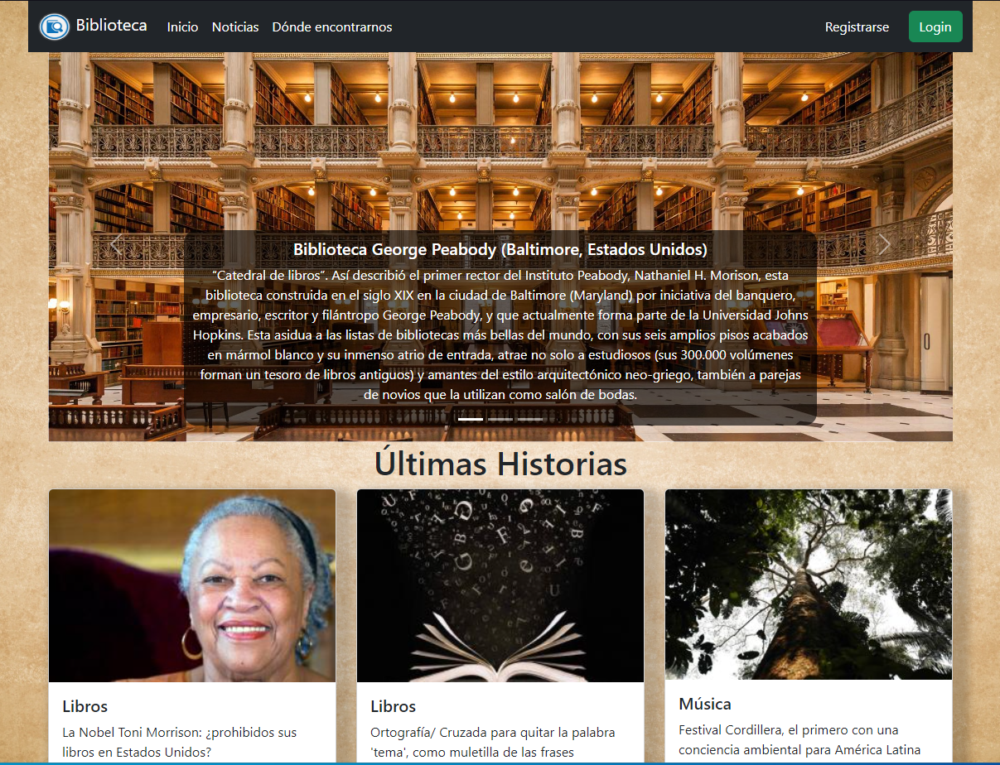 Biblioteca Inicio Noticias Dónde encontrarnos Registrarse Login
Biblioteca George Peabody (Baltimore, Estados Unidos)
“Catedral de libros”. Así describió el primer rector del Instituto Peabody, Nathaniel H. Morison, esta
biblioteca construida en el siglo XIX en la ciudad de Baltimore (Maryland) por iniciativa del banquero,
empresario, escritor y filántropo George Peabody, y que actualmente forma parte de la Universidad Johns
Hopkins. Esta asidua a las listas de bibliotecas más bellas del mundo, con sus seis amplios pisos acabados
en mármol blanco y su inmenso atrio de entrada, atrae no solo a estudiosos (sus 300.000 volúmenes
forman un tesoro de libros antiguos) y amantes del estilo arquitectónico neo-griego, también a parejas
de novios que la utilizan como salón de bodas.
Últimas Historias
Libros
La Nobel Toni Morrison: ¿prohibidos sus
libros en Estados Unidos?
Libros
Ortografía/ Cruzada para quitar la palabra
'tema', como muletilla de las frases
Música
Festival Cordillera, el primero con una
conciencia ambiental para América Latina